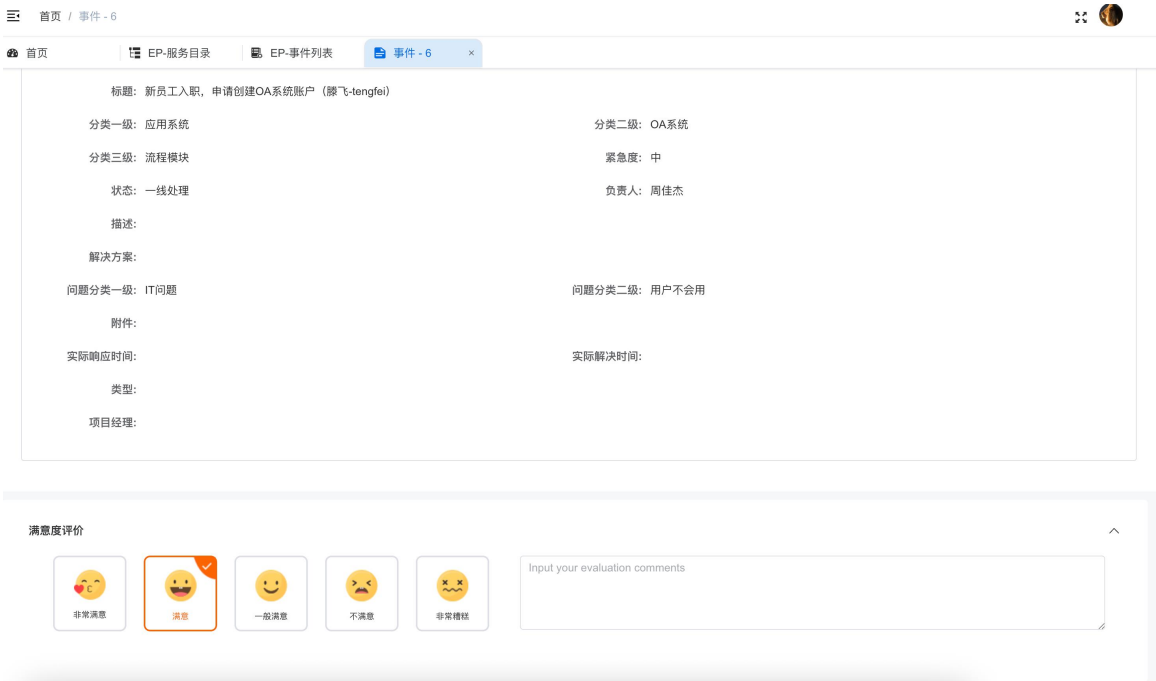 首页 / 事件 - 6
首页 EP-服务目录 EP-事件列表 事件 - 6 ×
标题: 新员工入职，申请创建OA系统账户（滕飞-tengfei）
分类一级: 应用系统 分类二级: OA系统
分类三级: 流程模块 紧急度: 中
状态: 一线处理 负责人: 周佳杰
描述:
解决方案:
问题分类一级: IT问题 问题分类二级: 用户不会用
附件:
实际响应时间: 实际解决时间:
类型:
项目经理:
满意度评价
Input your evaluation comments
非常满意 满意 一般满意 不满意 非常糟糕